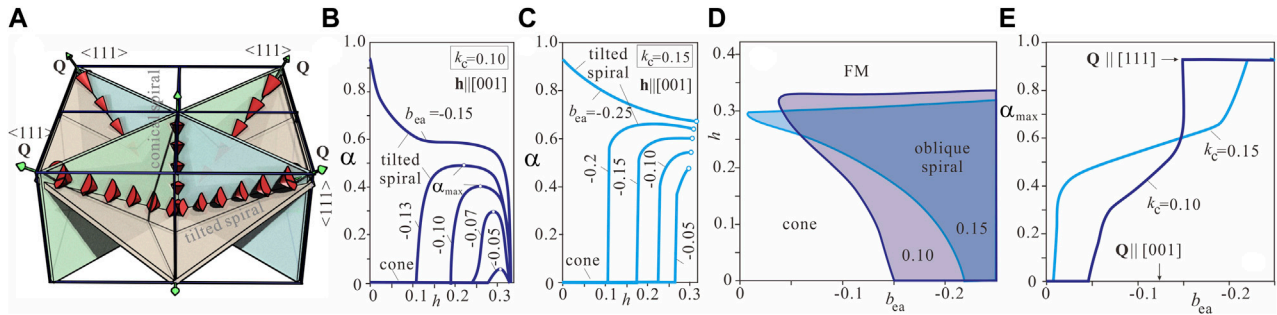 A
<111>
<111>
Q
Q
conical spiral
<111>
Q
Q
<111>
tilted spiral
B
1.0
0.8
0.6
α
0.4
0.2
0
k_c=0.10
h||[001]
b_ea=-0.15
tilted
spiral
α_max
-0.13
-0.10
-0.07
-0.05
cone
0
0.1
0.2
0.3
h
C
1.0
0.8
0.6
α
0.4
0.2
0
k_c=0.15
tilted
spiral
h||[001]
b_ea=-0.25
-0.2
-0.15
-0.10
-0.05
cone
0
0.1
0.2
0.3
h
D
0.4
0.3
h
0.2
0.1
0
FM
oblique
spiral
cone
0.10
0.15
0
-0.1
-0.2
b_ea
E
1.0
0.8
α_max
0.6
0.4
0.2
0
Q || [111]
k_c=0.15
k_c=0.10
Q|| [001]
0
-0.1
-0.2
b_ea